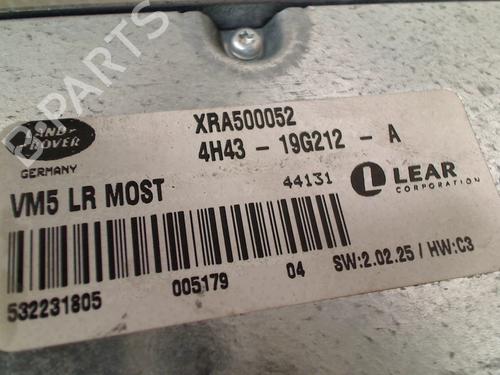 B-PARTS
LAND-
ROVER
GERMANY
XRA500052
4H43 - 19G212 - A
VM5 LR MOST
44131
L LEAR
CORPORATION
532231805
005179
04
SW:2.02.25 / HW:C3